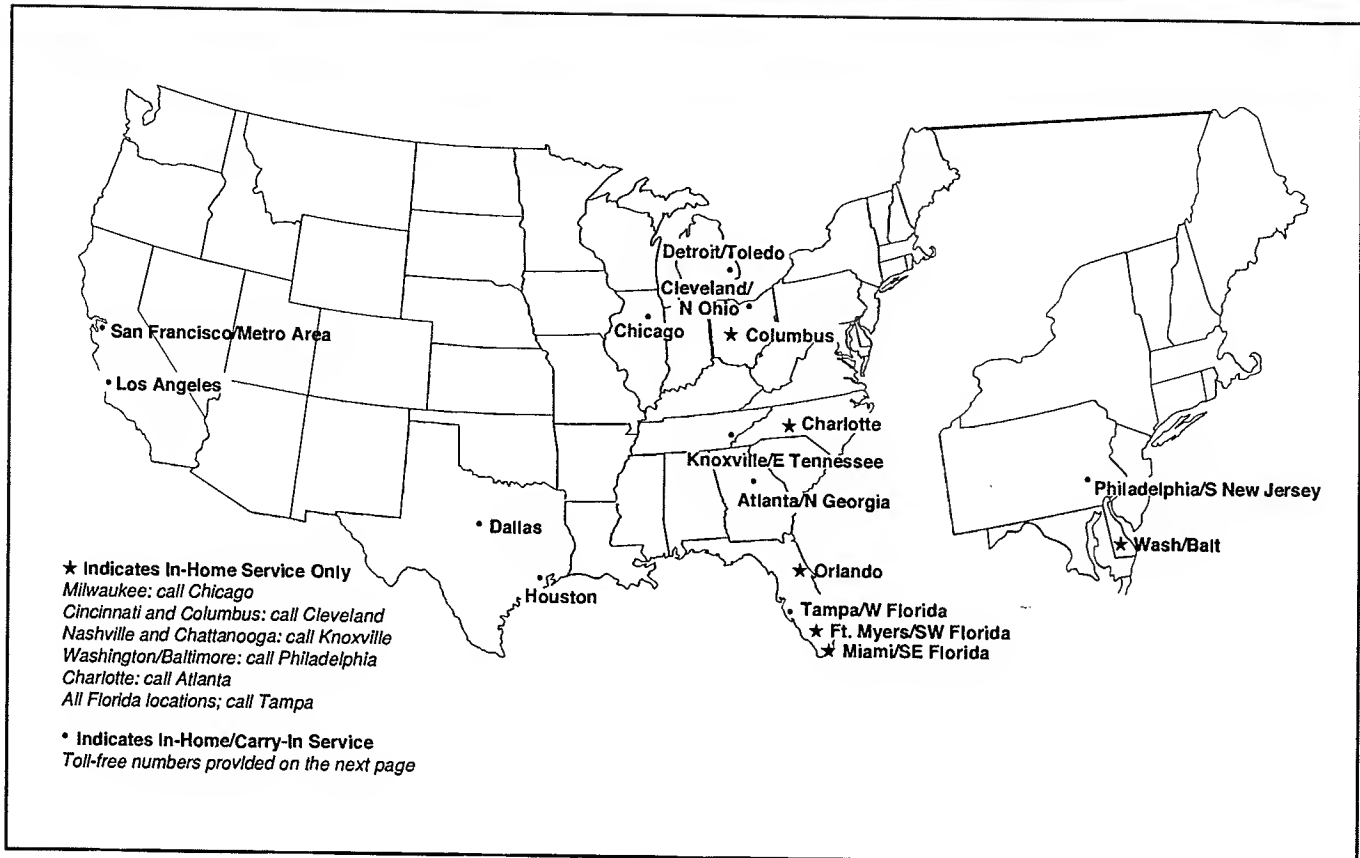 Detroit/Toledo
Cleveland/
N Ohio
Chicago
★ Columbus
San Francisco/Metro Area
Los Angeles
★ Charlotte
Knoxville/E Tennessee
Atlanta/N Georgia
Dallas
Houston
Philadelphia/S New Jersey
★ Wash/Balt
★ Orlando
Tampa/W Florida
★ Ft. Myers/SW Florida
★ Miami/SE Florida
★ Indicates In-Home Service Only
Milwaukee: call Chicago
Cincinnati and Columbus: call Cleveland
Nashville and Chattanooga: call Knoxville
Washington/Baltimore: call Philadelphia
Charlotte: call Atlanta
All Florida locations; call Tampa
• Indicates In-Home/Carry-In Service
Toll-free numbers provided on the next page